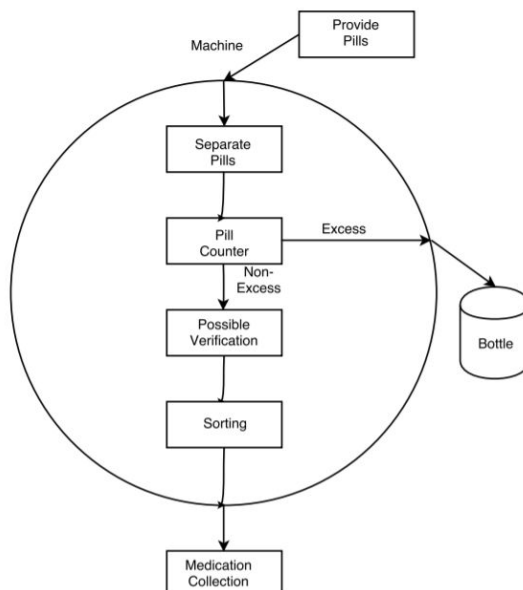 Provide
Pills
Machine
Separate
Pills
Pill
Counter
Excess
Non-
Excess
Possible
Verification
Bottle
Sorting
Medication
Collection